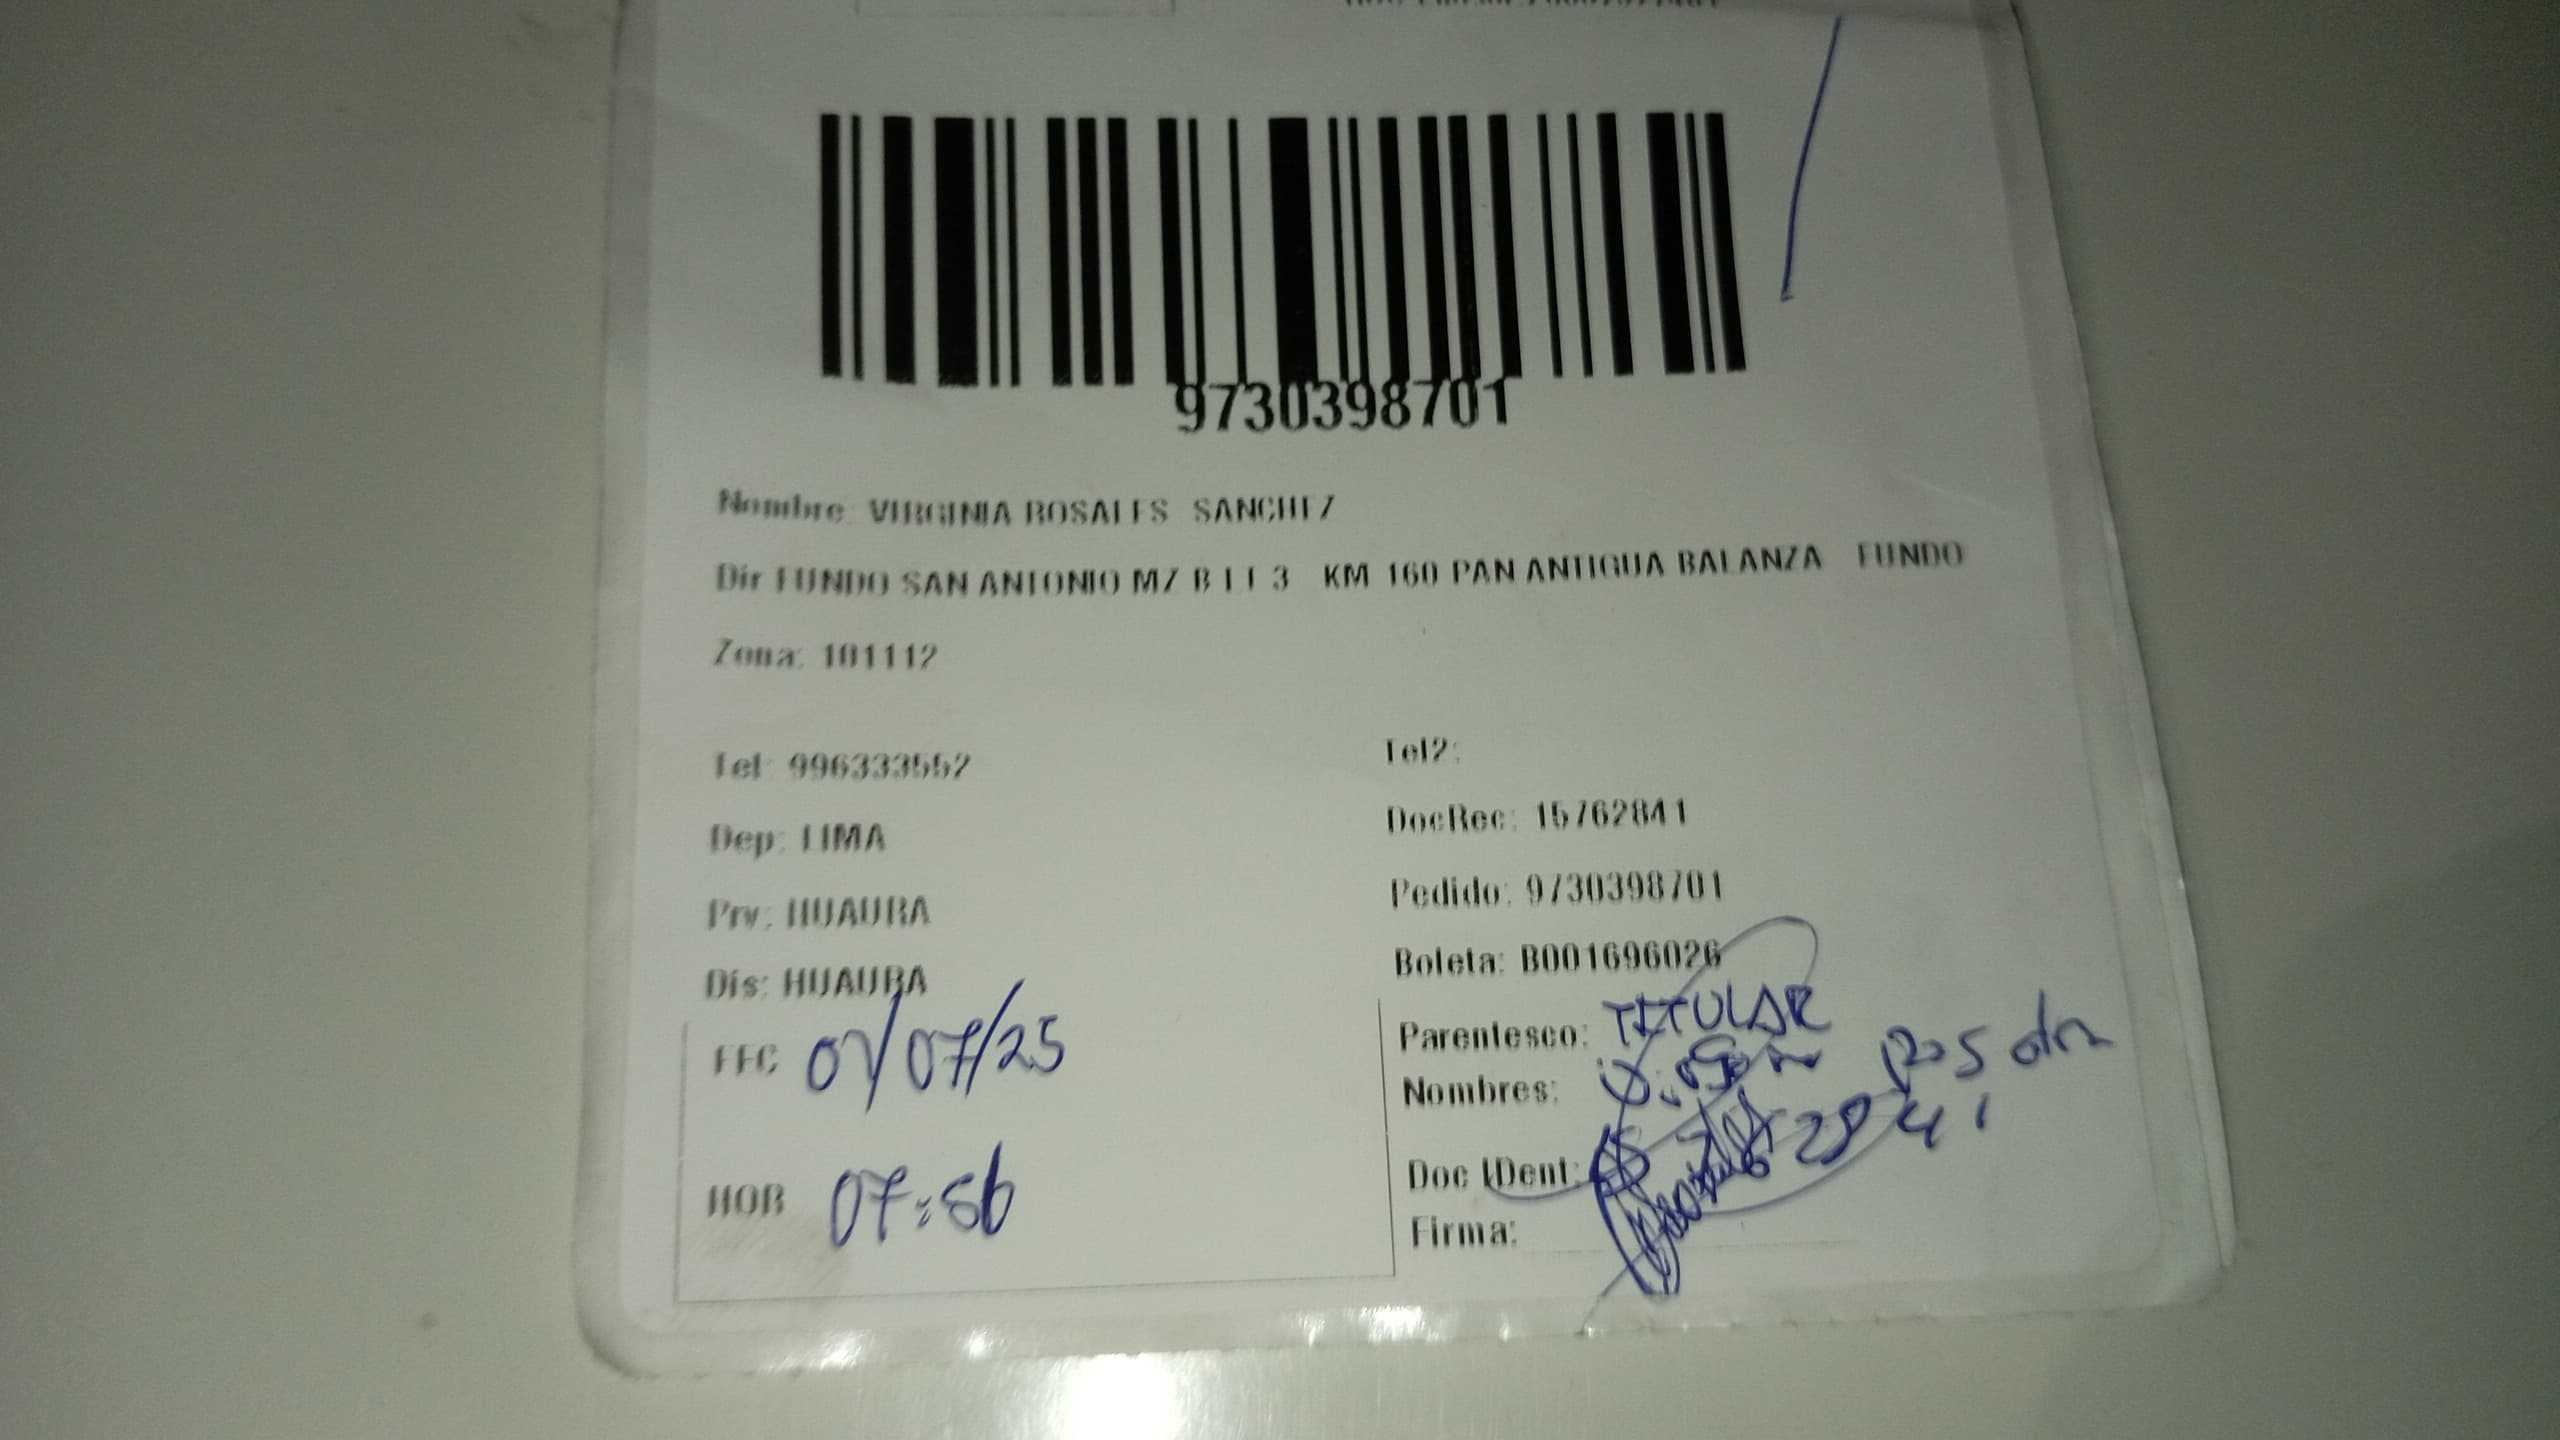 9730398701
Nombre: VIRGINIA ROSALES SANCHEZ
Dir FUNDO SAN ANTONIO MZ B LT 3 KM 160 PAN ANTIGUA BALANZA FUNDO
Zona: 101112
Tel: 996333552
Tel2:
Dep: LIMA
DocRec: 15762841
Prv: HUAURA
Pedido: 9730398701
Dis: HUAURA
Boleta: B001696026
FEC 07/07/25
Parentesco: TITULAR
Nombres:
HOR 07:56
Doc IDent: 2841
Firma: